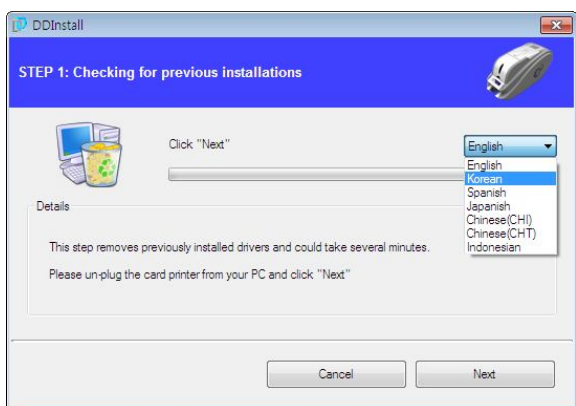 DDInstall
STEP 1: Checking for previous installations
Click "Next"
English
English
Korean
Spanish
Japanish
Chinese(CHI)
Chinese(CHT)
Indonesian
Details
This step removes previously installed drivers and could take several minutes.
Please un-plug the card printer from your PC and click "Next"
Cancel
Next